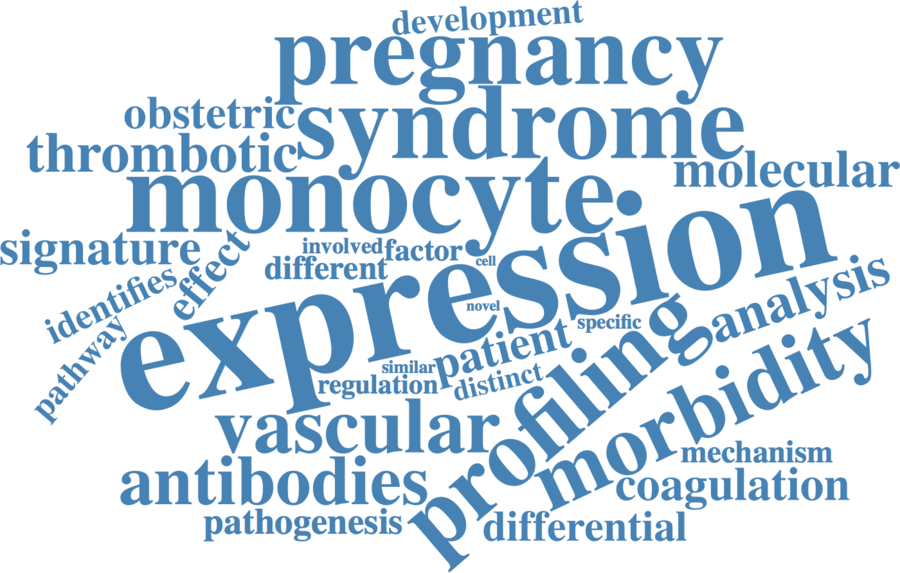 development
pregnancy
obstetric
syndrome
thrombotic
molecular
monocyte
signature
effect
involved
factor
cell
different
expression
identifies
novel
analysis
pathway
specific
patient
similar
regulation
distinct
profiling
morbidity
vascular
mechanism
antibodies
coagulation
pathogenesis
differential